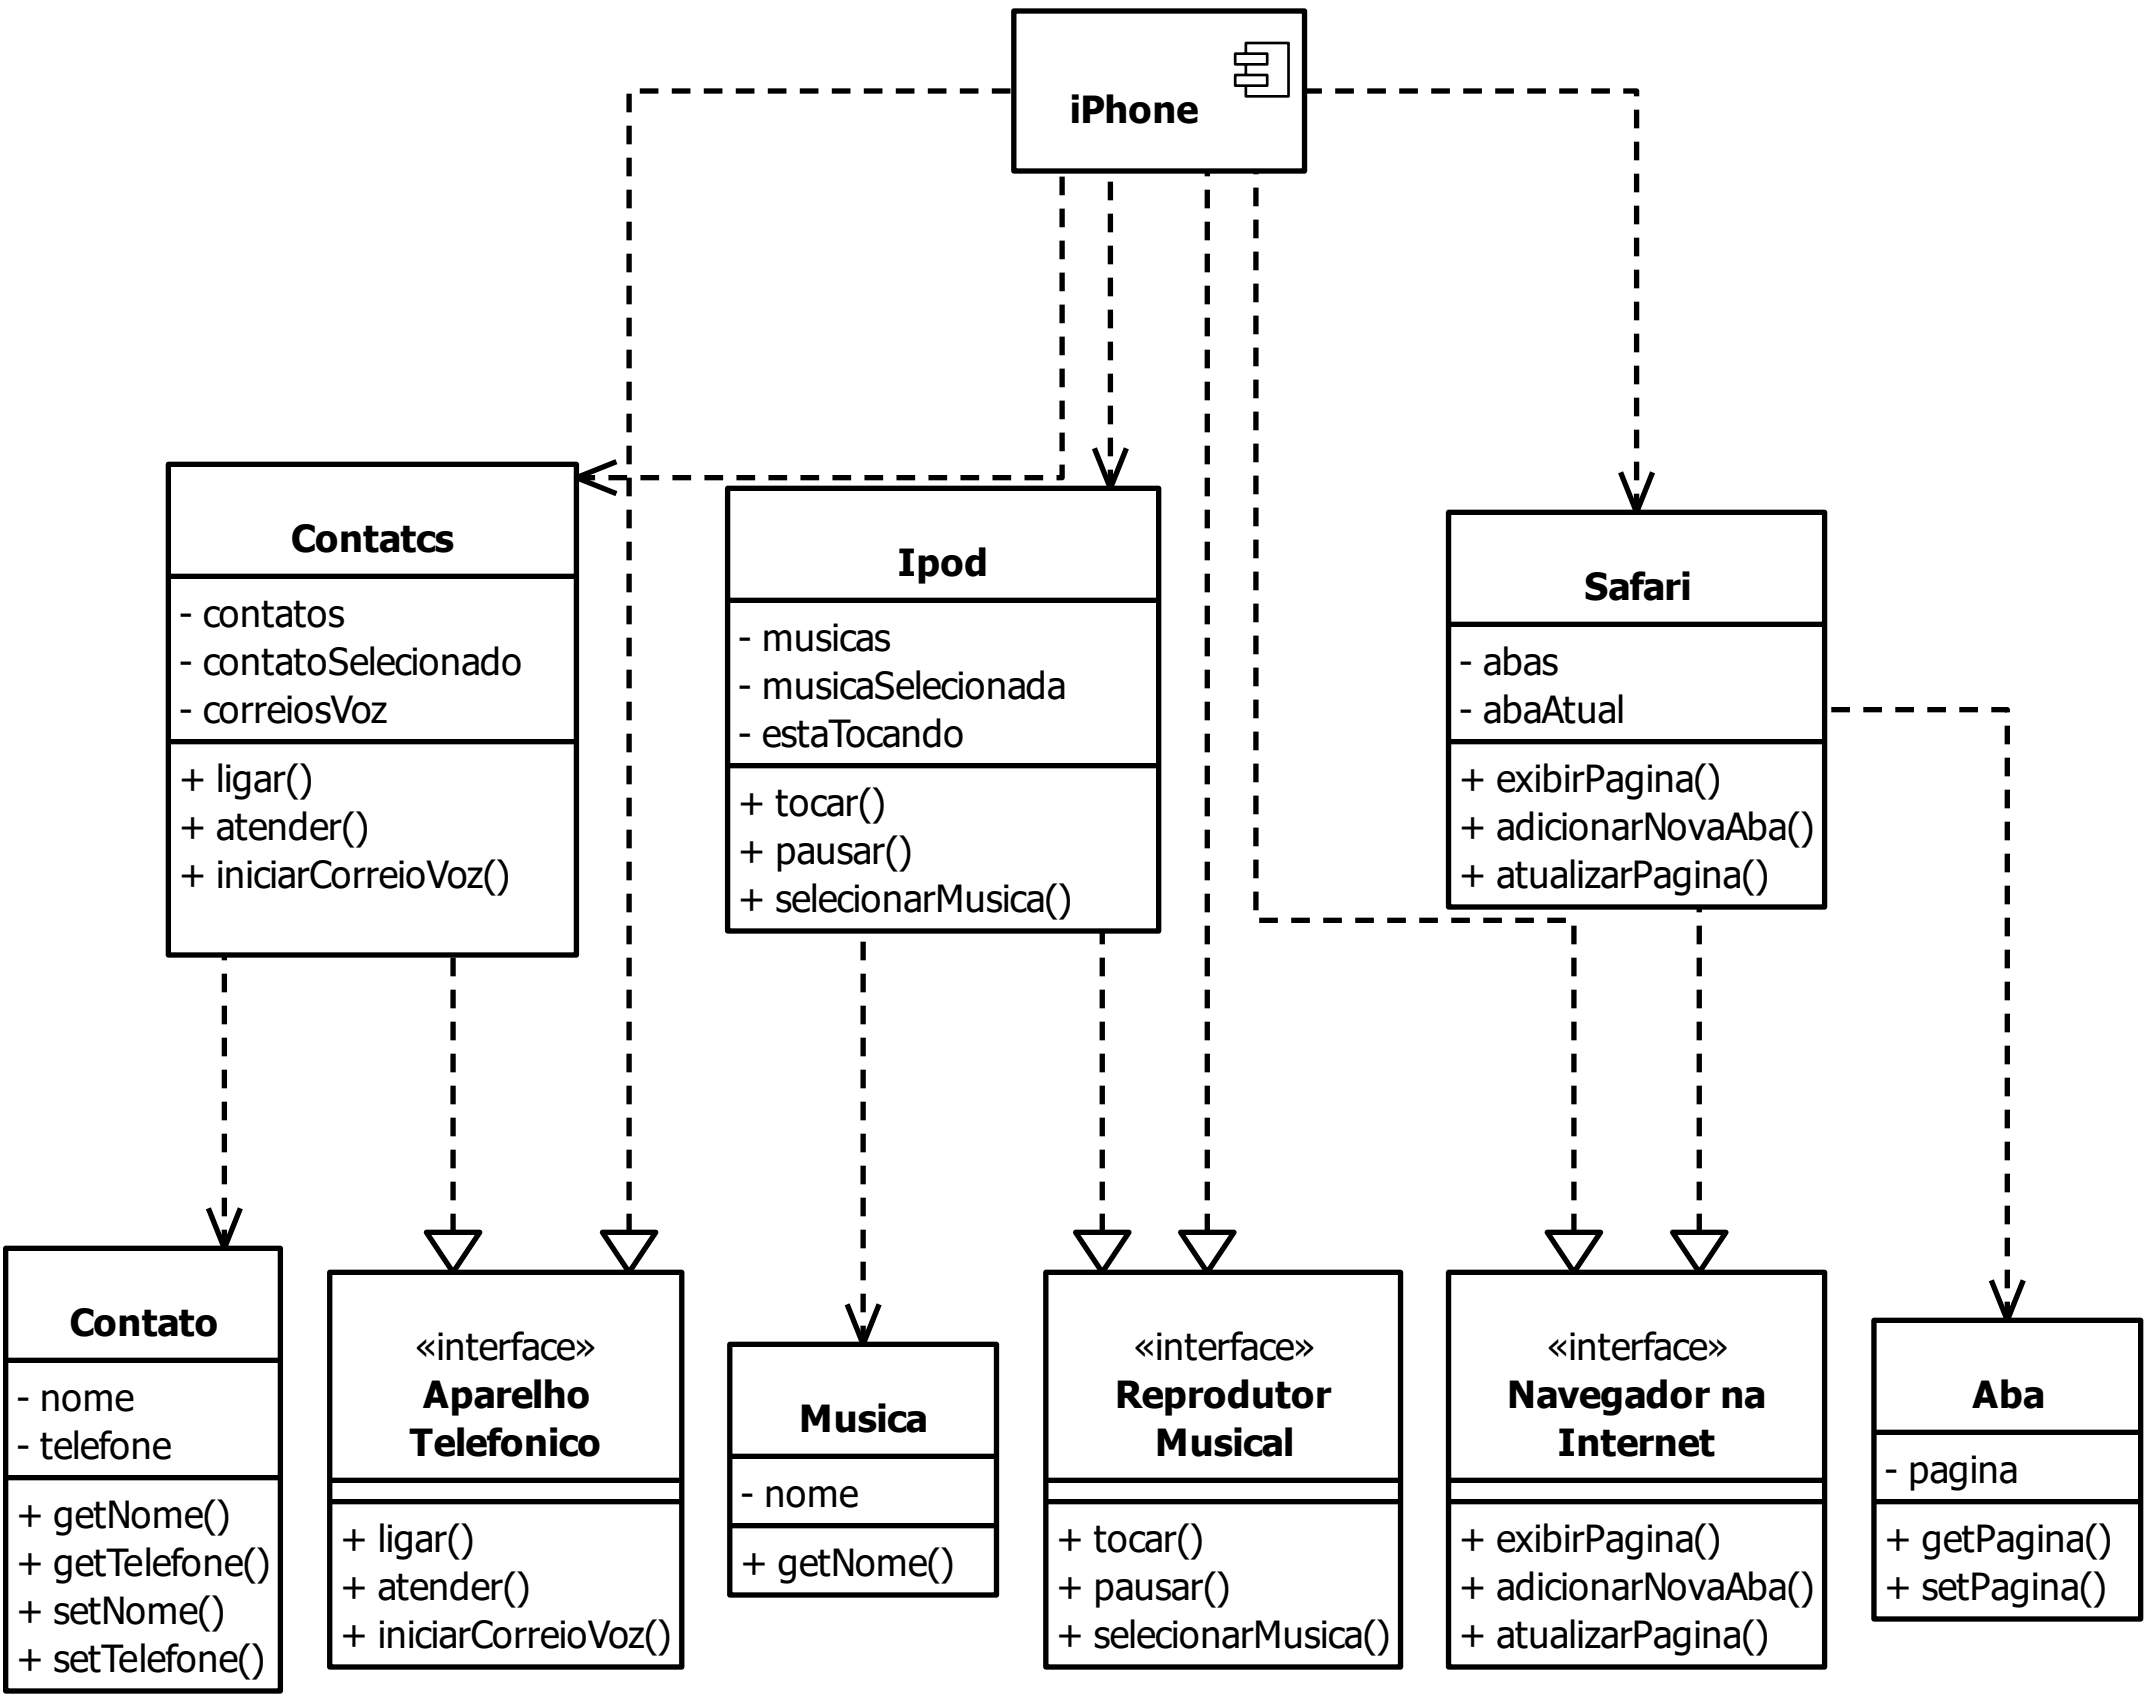 iPhone
Contatcs
- contatos
- contatoSelecionado
- correiosVoz
+ ligar()
+ atender()
+ iniciarCorreioVoz()
Ipod
- musicas
- musicaSelecionada
- estaTocando
+ tocar()
+ pausar()
+ selecionarMusica()
Safari
- abas
- abaAtual
+ exibirPagina()
+ adicionarNovaAba()
+ atualizarPagina()
Contato
- nome
- telefone
+ getNome()
+ getTelefone()
+ setNome()
+ setTelefone()
«interface»
Aparelho
Telefonico
+ ligar()
+ atender()
+ iniciarCorreioVoz()
Musica
- nome
+ getNome()
«interface»
Reprodutor
Musical
+ tocar()
+ pausar()
+ selecionarMusica()
«interface»
Navegador na
Internet
+ exibirPagina()
+ adicionarNovaAba()
+ atualizarPagina()
Aba
- pagina
+ getPagina()
+ setPagina()